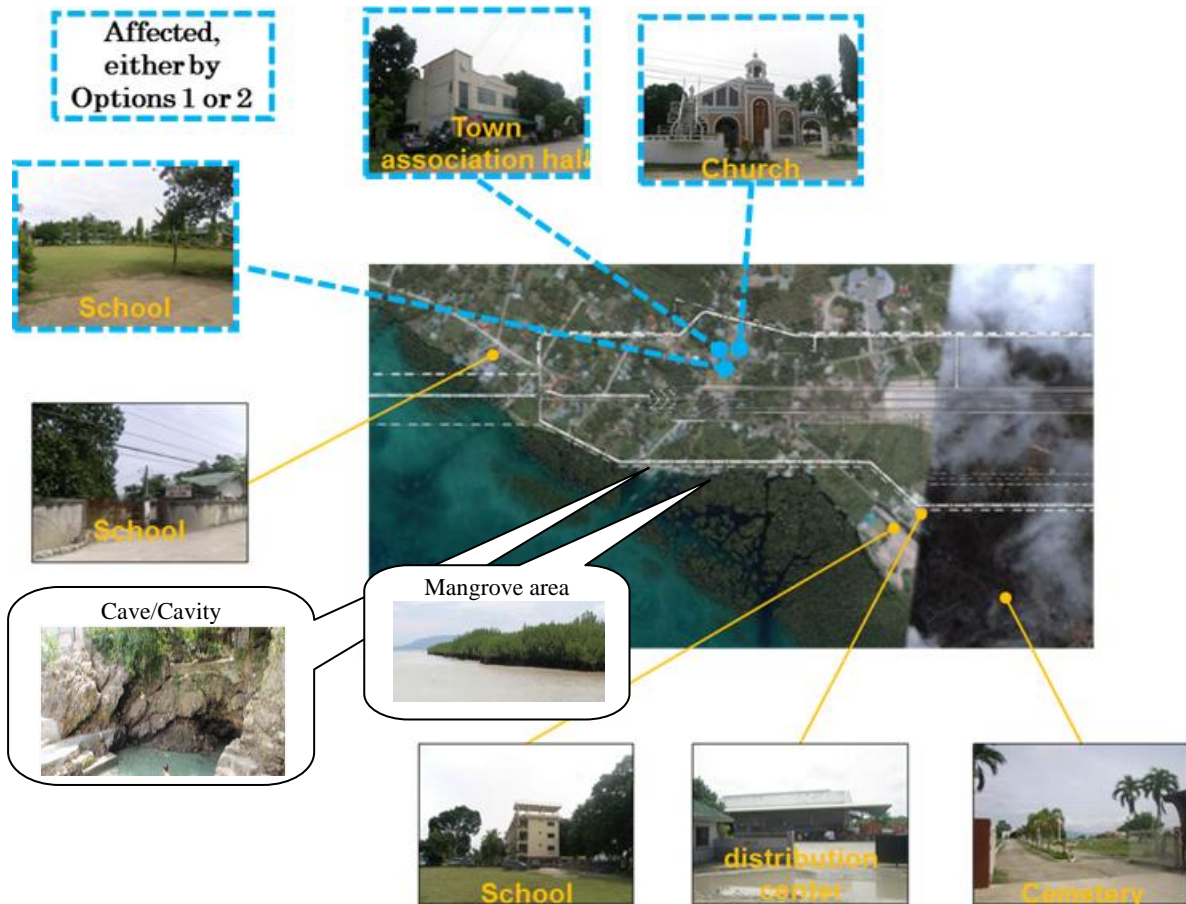 Affected,
either by
Options 1 or 2
Town
association hall
Church
School
School
Cave/Cavity
Mangrove area
School
distribution
center
Cemetery